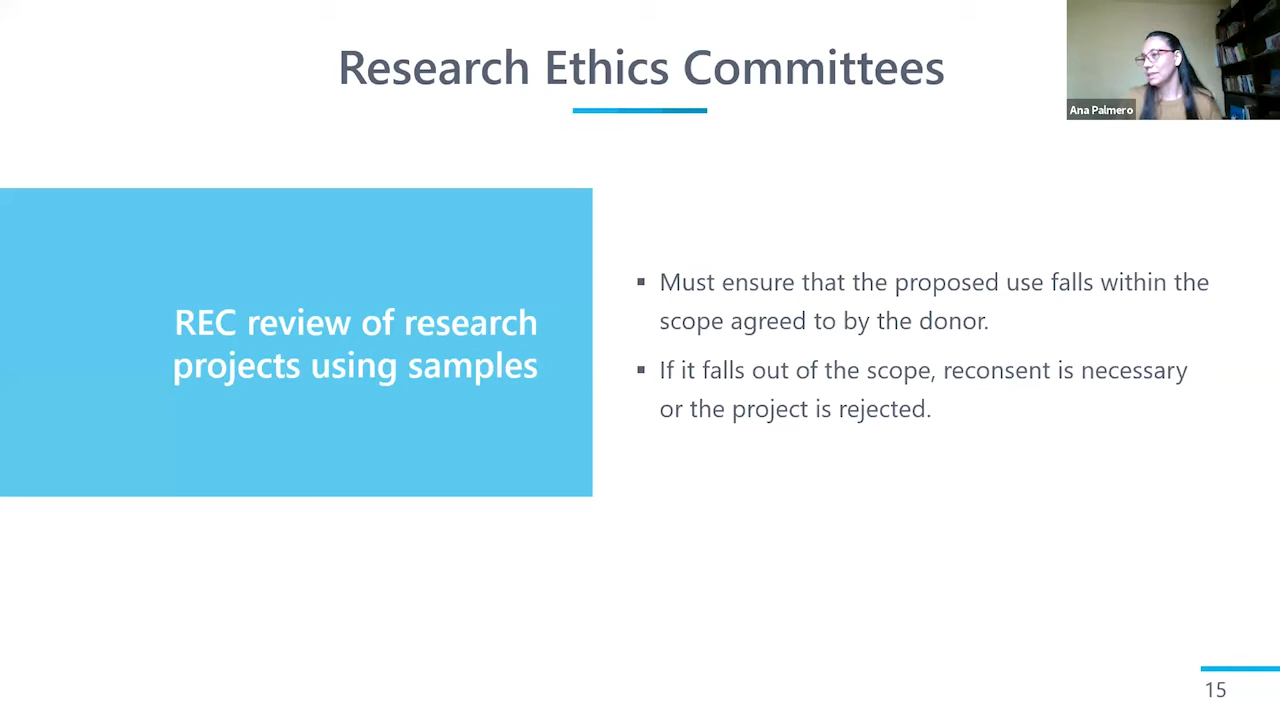 Research Ethics Committees
Ana Palmero
REC review of research
projects using samples
▪ Must ensure that the proposed use falls within the
scope agreed to by the donor.
▪ If it falls out of the scope, reconsent is necessary
or the project is rejected.
15